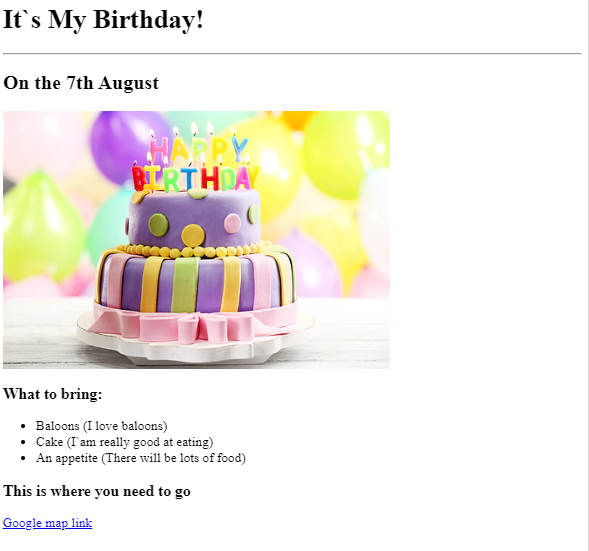 It`s My Birthday!
On the 7th August
HAPPY
BIRTHDAY
What to bring:
Baloons (I love baloons)
Cake (I`am really good at eating)
An appetite (There will be lots of food)
This is where you need to go
Google map link